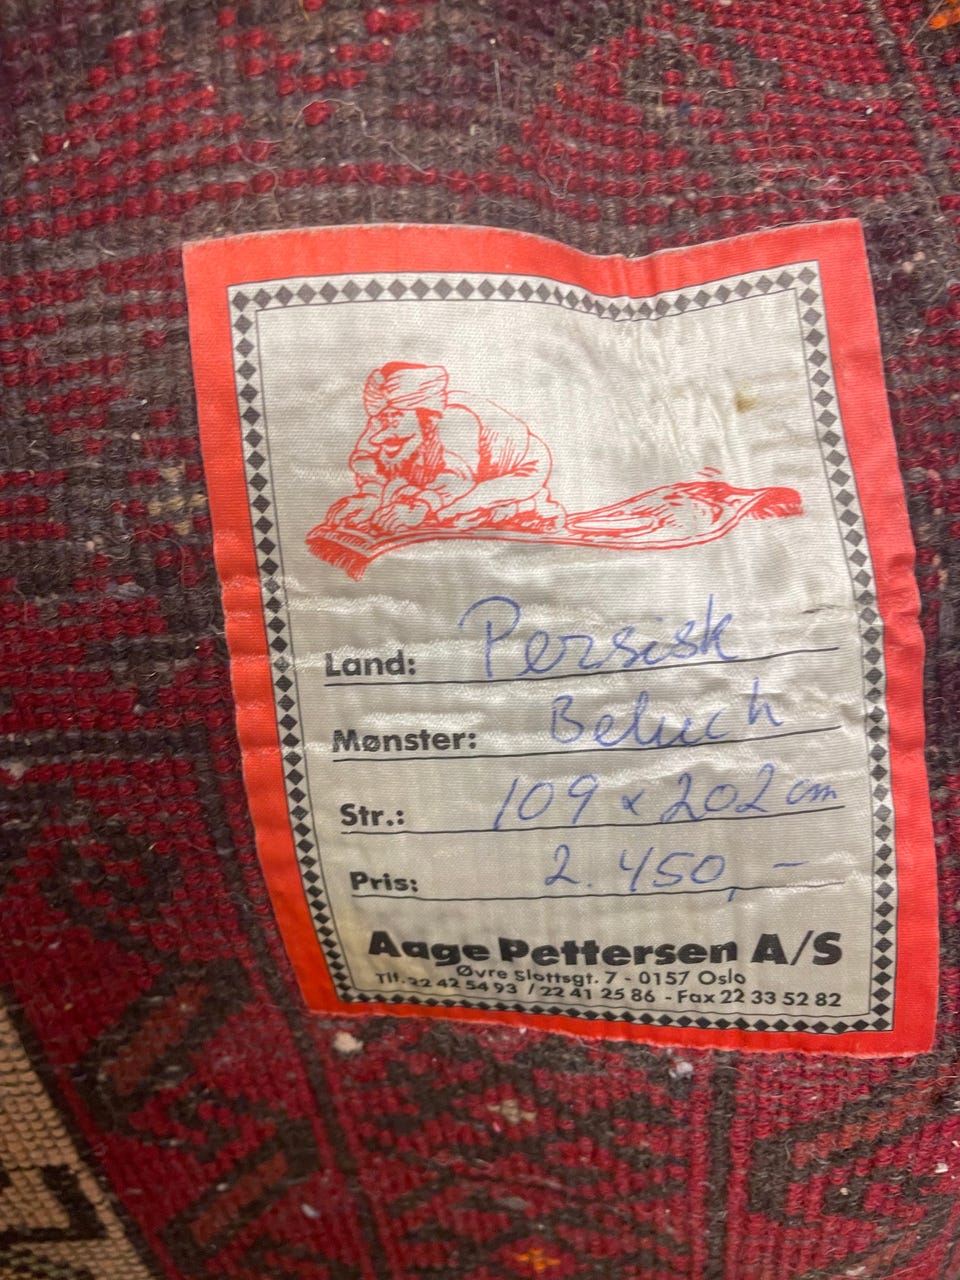 Land: Persisk
Mønster: Beluch
Str.: 109 x 202 cm
Pris: 2.450,-
Aage Pettersen A/S
Øvre Slottsgt. 7 - 0157 Oslo
Tlf. 22 42 54 93 / 22 41 25 86 - Fax 22 33 52 82